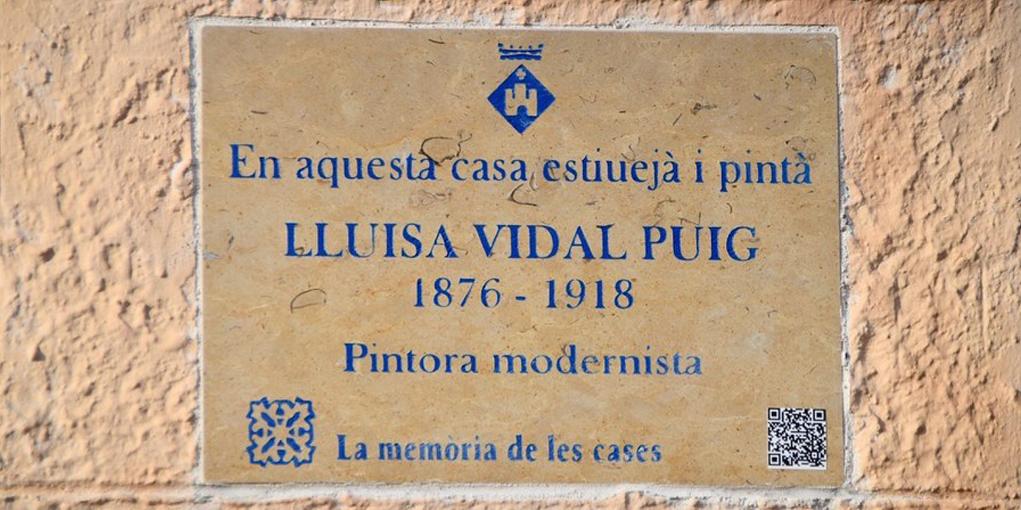 En aquesta casa estiuejà i pintà
LLUISA VIDAL PUIG
1876 - 1918
Pintora modernista
La memòria de les cases